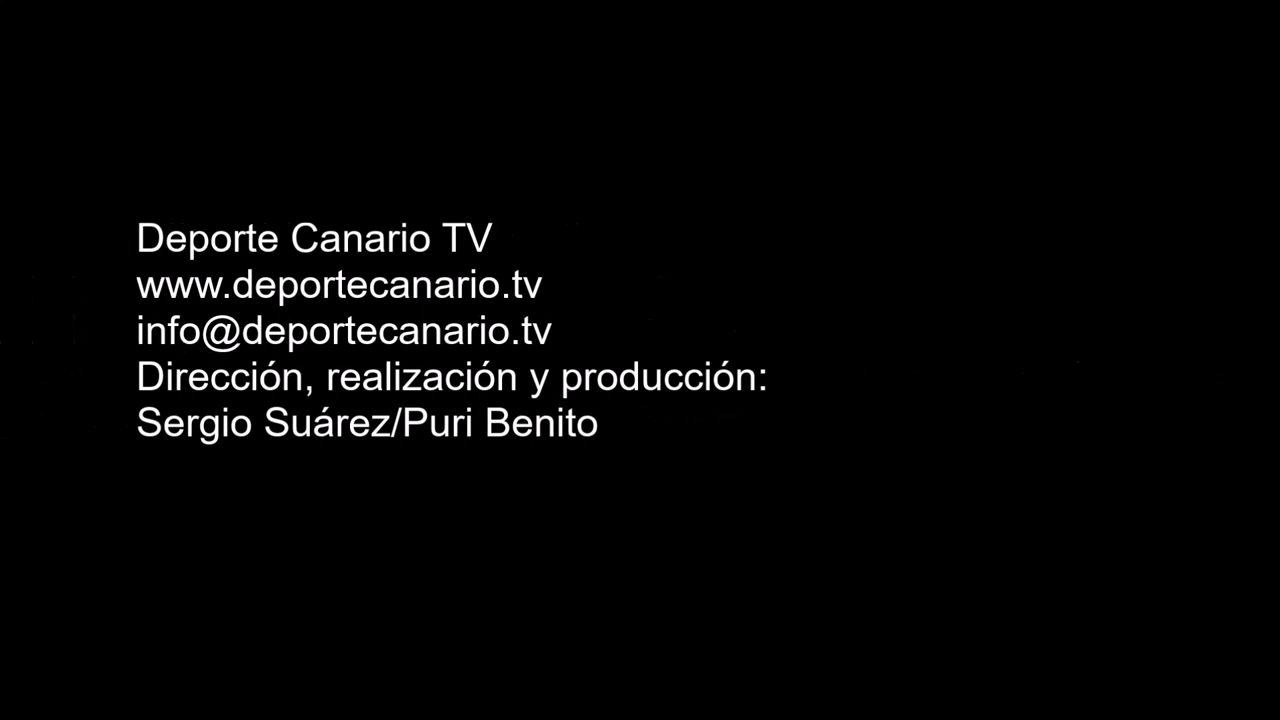 Deporte Canario TV
www.deportecanario.tv
info@deportecanario.tv
Dirección, realización y producción:
Sergio Suárez/Puri Benito